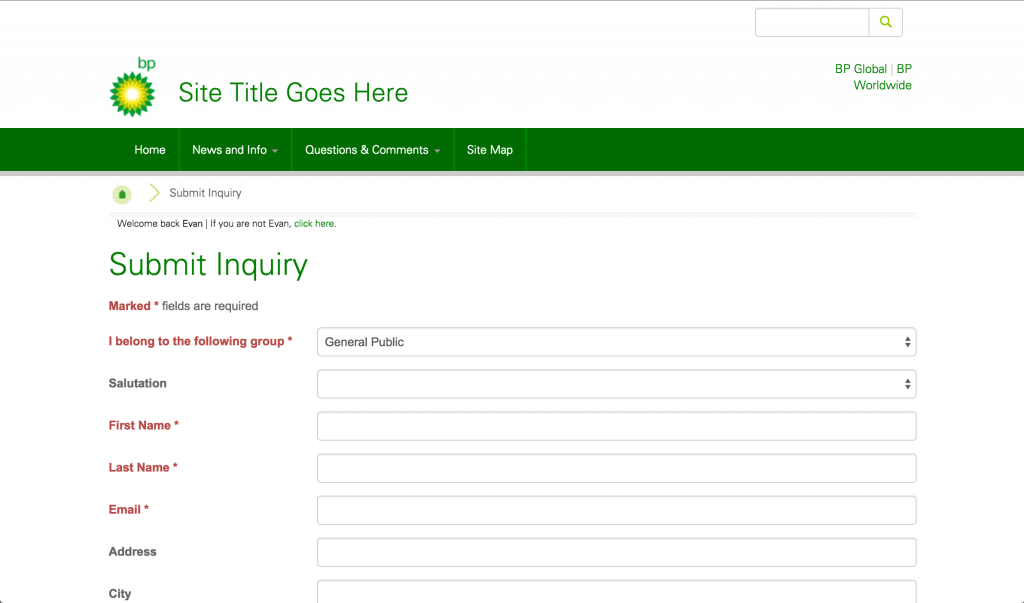 BP Global | BP
Worldwide
bp
Site Title Goes Here
Home
News and Info
Questions & Comments
Site Map
Submit Inquiry
Welcome back Evan | If you are not Evan, click here.
Submit Inquiry
Marked * fields are required
I belong to the following group *
General Public
Salutation
First Name *
Last Name *
Email *
Address
City